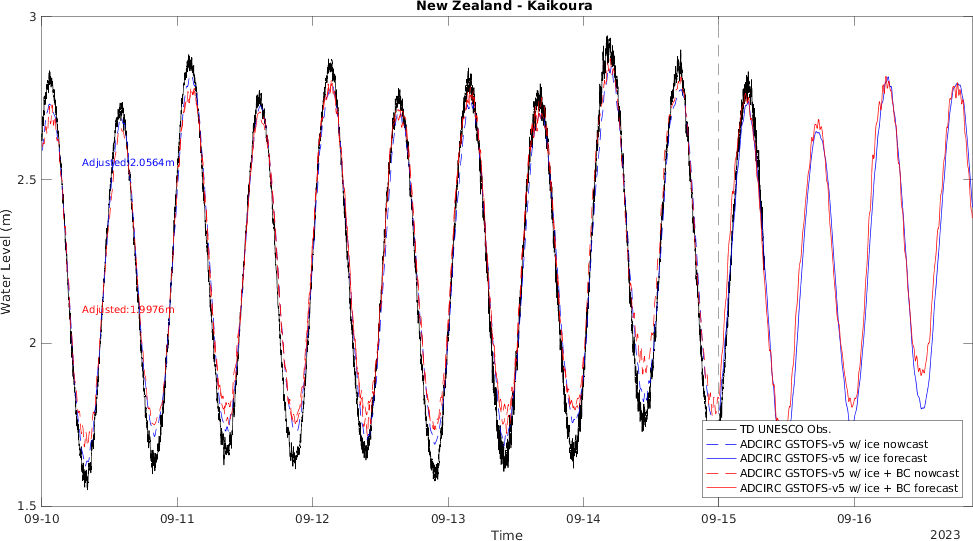 New Zealand - Kaikoura
3
2.5
2
1.5
Water Level (m)
Adjusted:2.0564m
Adjusted:1.9976m
TD UNESCO Obs.
ADCIRC GSTOFS-v5 w/ ice nowcast
ADCIRC GSTOFS-v5 w/ ice forecast
ADCIRC GSTOFS-v5 w/ ice + BC nowcast
ADCIRC GSTOFS-v5 w/ ice + BC forecast
09-10 09-11 09-12 09-13 09-14 09-15 09-16
Time
2023